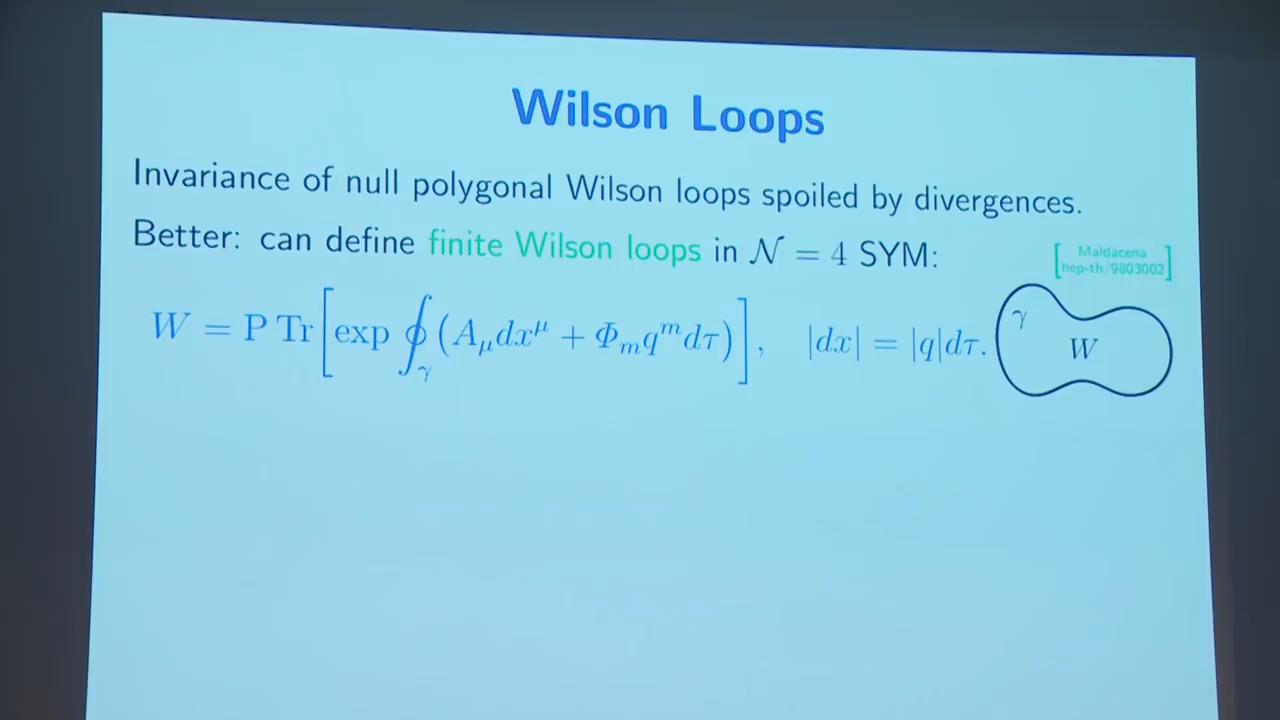 Wilson Loops
Invariance of null polygonal Wilson loops spoiled by divergences.
Better: can define finite Wilson loops in 𝒩 = 4 SYM:
[Maldacena
hep-th/9803002]
W = P Tr[exp ∮_γ (A_μ dx^μ + Φ_m q^m dτ)], |dx| = |q|dτ.
γ
W